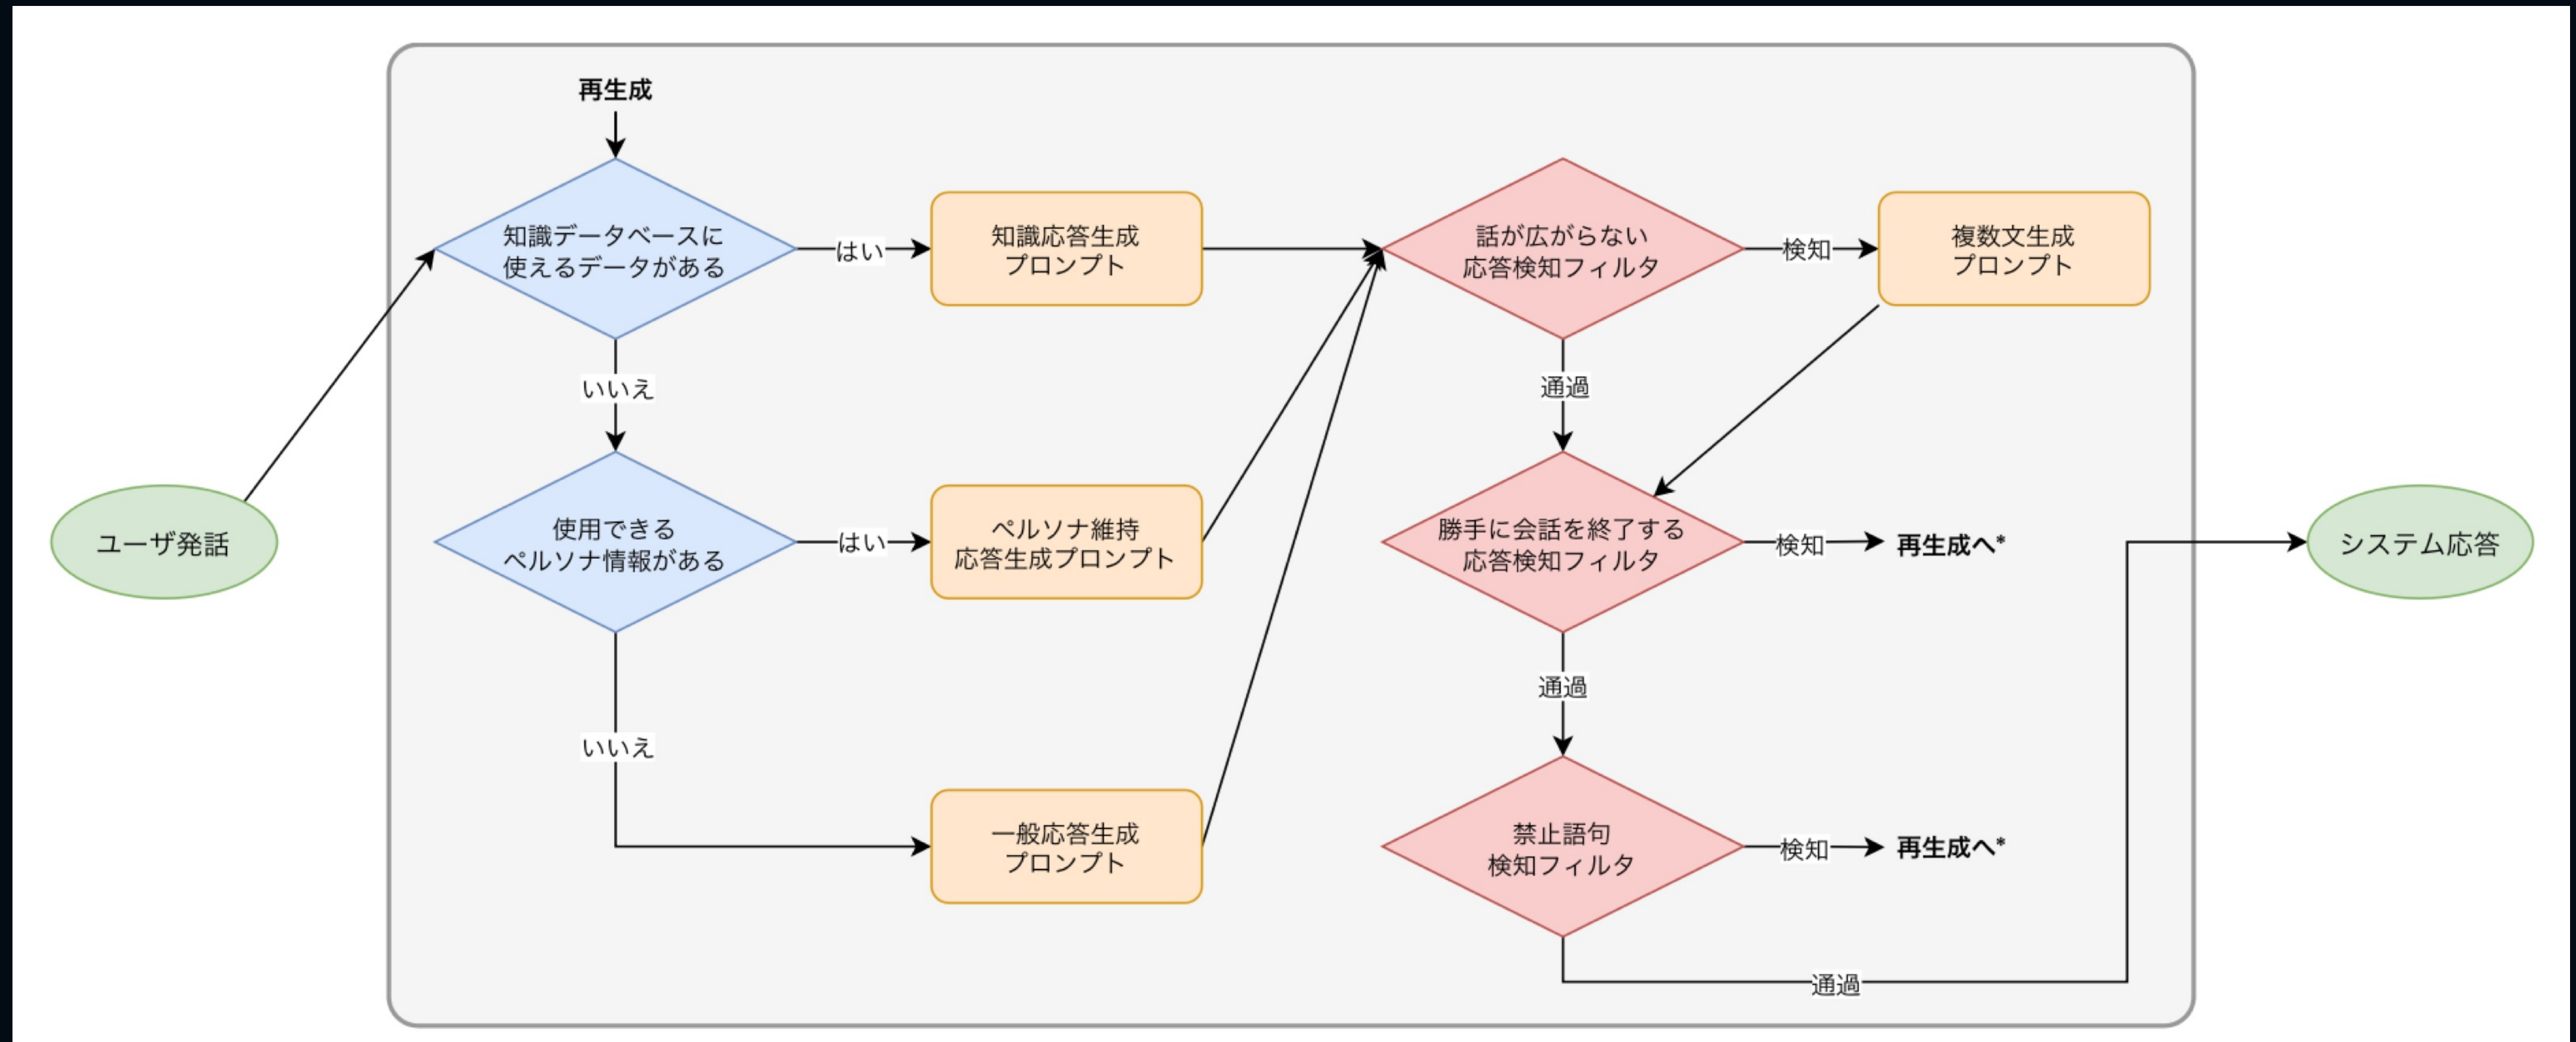 再生成
知識データベースに
使えるデータがある
はい
知識応答生成
プロンプト
話が広がらない
応答検知フィルタ
検知
複数文生成
プロンプト
いいえ
通過
ユーザ発話
使用できる
ペルソナ情報がある
はい
ペルソナ維持
応答生成プロンプト
勝手に会話を終了する
応答検知フィルタ
検知
再生成へ*
システム応答
いいえ
通過
一般応答生成
プロンプト
禁止語句
検知フィルタ
検知
再生成へ*
通過